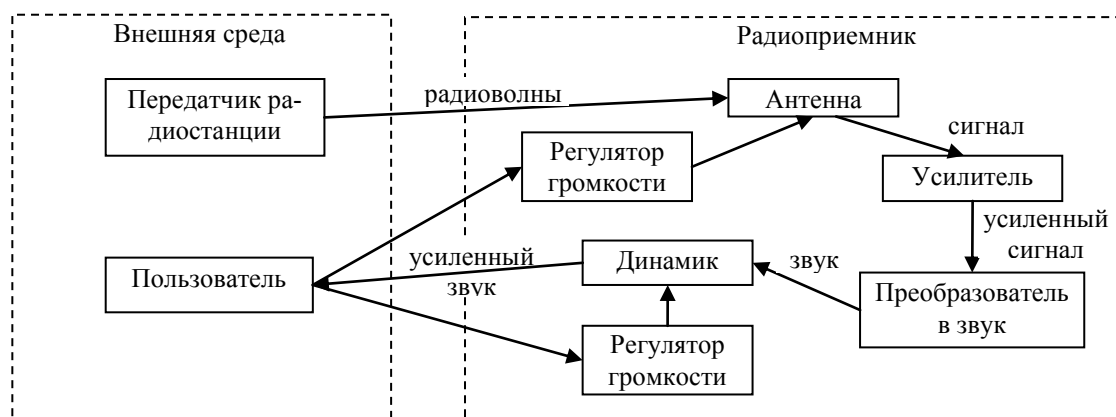 Внешняя среда
Радиоприемник
Передатчик ра-
диостанции
радиоволны
Антенна
сигнал
Регулятор
громкости
Усилитель
усиленный
сигнал
Пользователь
усиленный
звук
Динамик
звук
Преобразователь
в звук
Регулятор
громкости